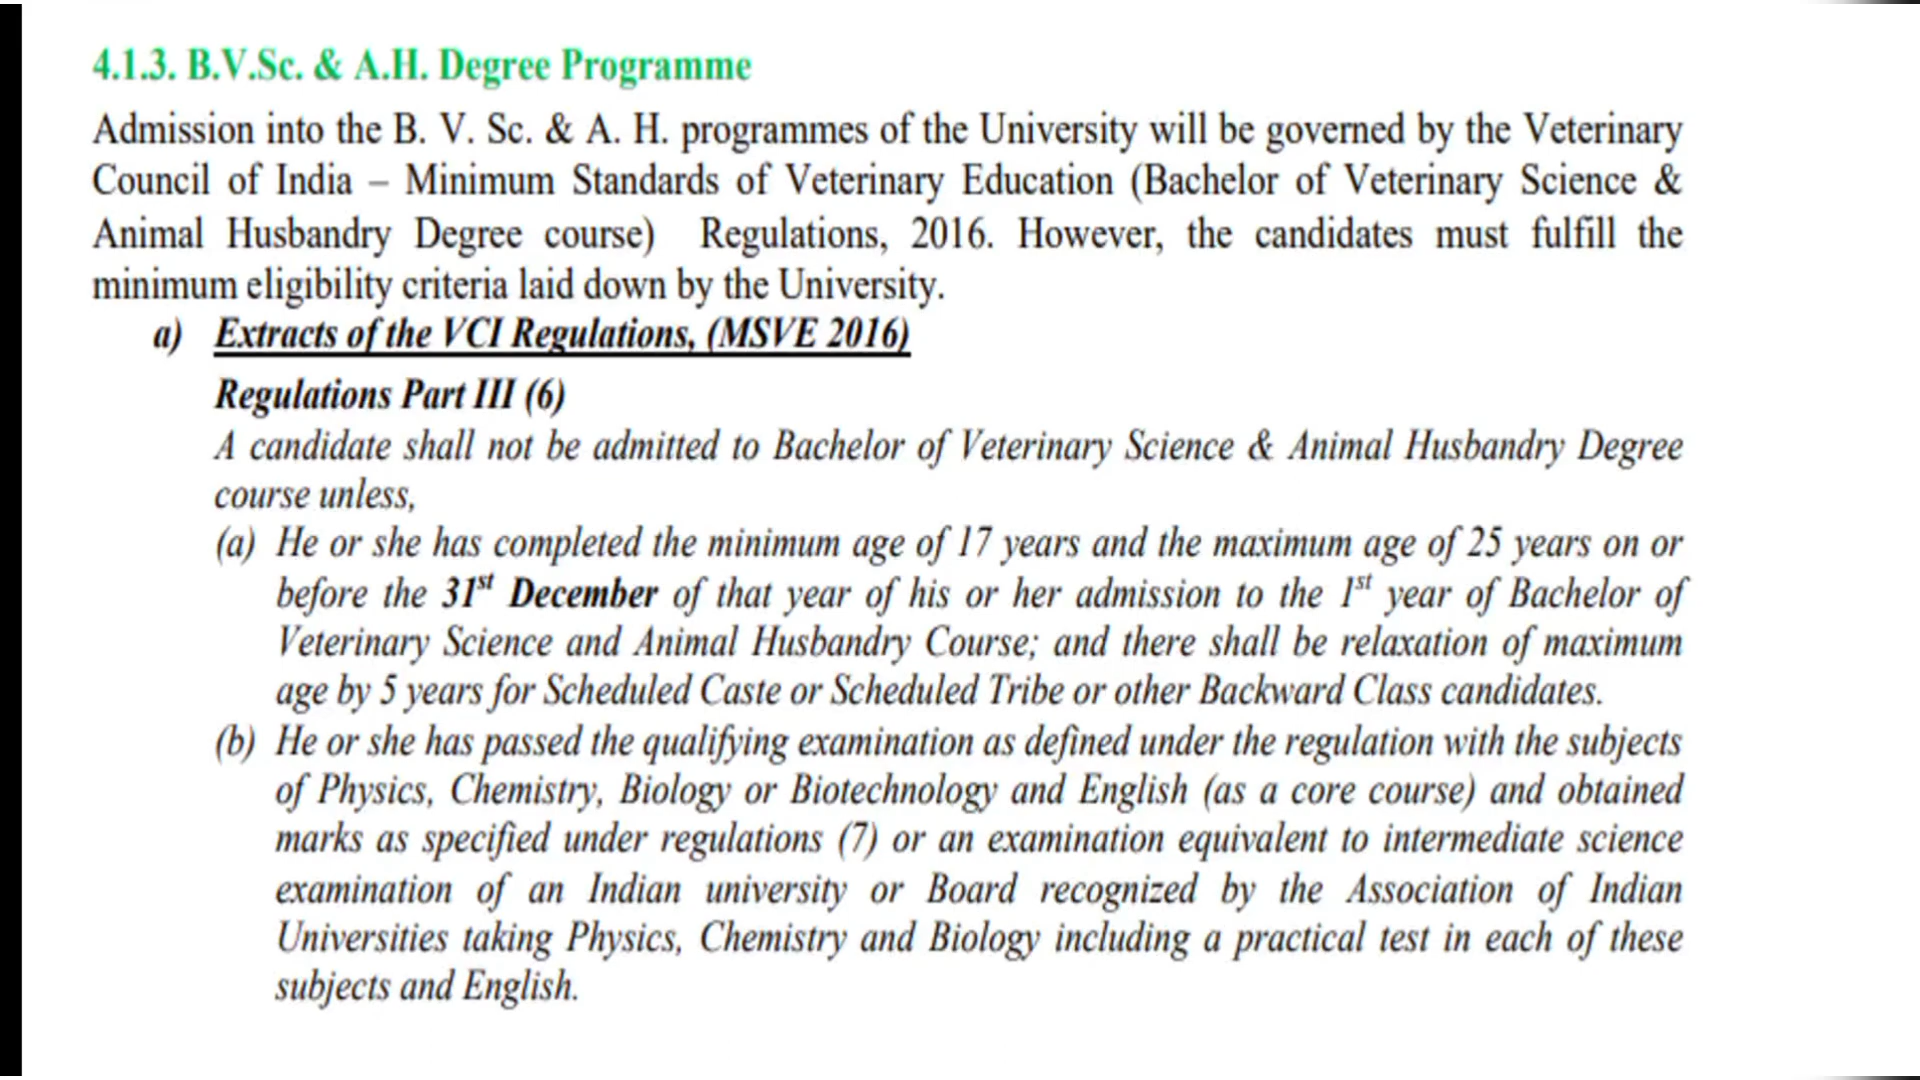 4.1.3. B.V.Sc. & A.H. Degree Programme
Admission into the B. V. Sc. & A. H. programmes of the University will be governed by the Veterinary
Council of India – Minimum Standards of Veterinary Education (Bachelor of Veterinary Science &
Animal Husbandry Degree course) Regulations, 2016. However, the candidates must fulfill the
minimum eligibility criteria laid down by the University.
a) Extracts of the VCI Regulations, (MSVE 2016)
Regulations Part III (6)
A candidate shall not be admitted to Bachelor of Veterinary Science & Animal Husbandry Degree
course unless,
(a) He or she has completed the minimum age of 17 years and the maximum age of 25 years on or
before the 31st December of that year of his or her admission to the 1st year of Bachelor of
Veterinary Science and Animal Husbandry Course; and there shall be relaxation of maximum
age by 5 years for Scheduled Caste or Scheduled Tribe or other Backward Class candidates.
(b) He or she has passed the qualifying examination as defined under the regulation with the subjects
of Physics, Chemistry, Biology or Biotechnology and English (as a core course) and obtained
marks as specified under regulations (7) or an examination equivalent to intermediate science
examination of an Indian university or Board recognized by the Association of Indian
Universities taking Physics, Chemistry and Biology including a practical test in each of these
subjects and English.